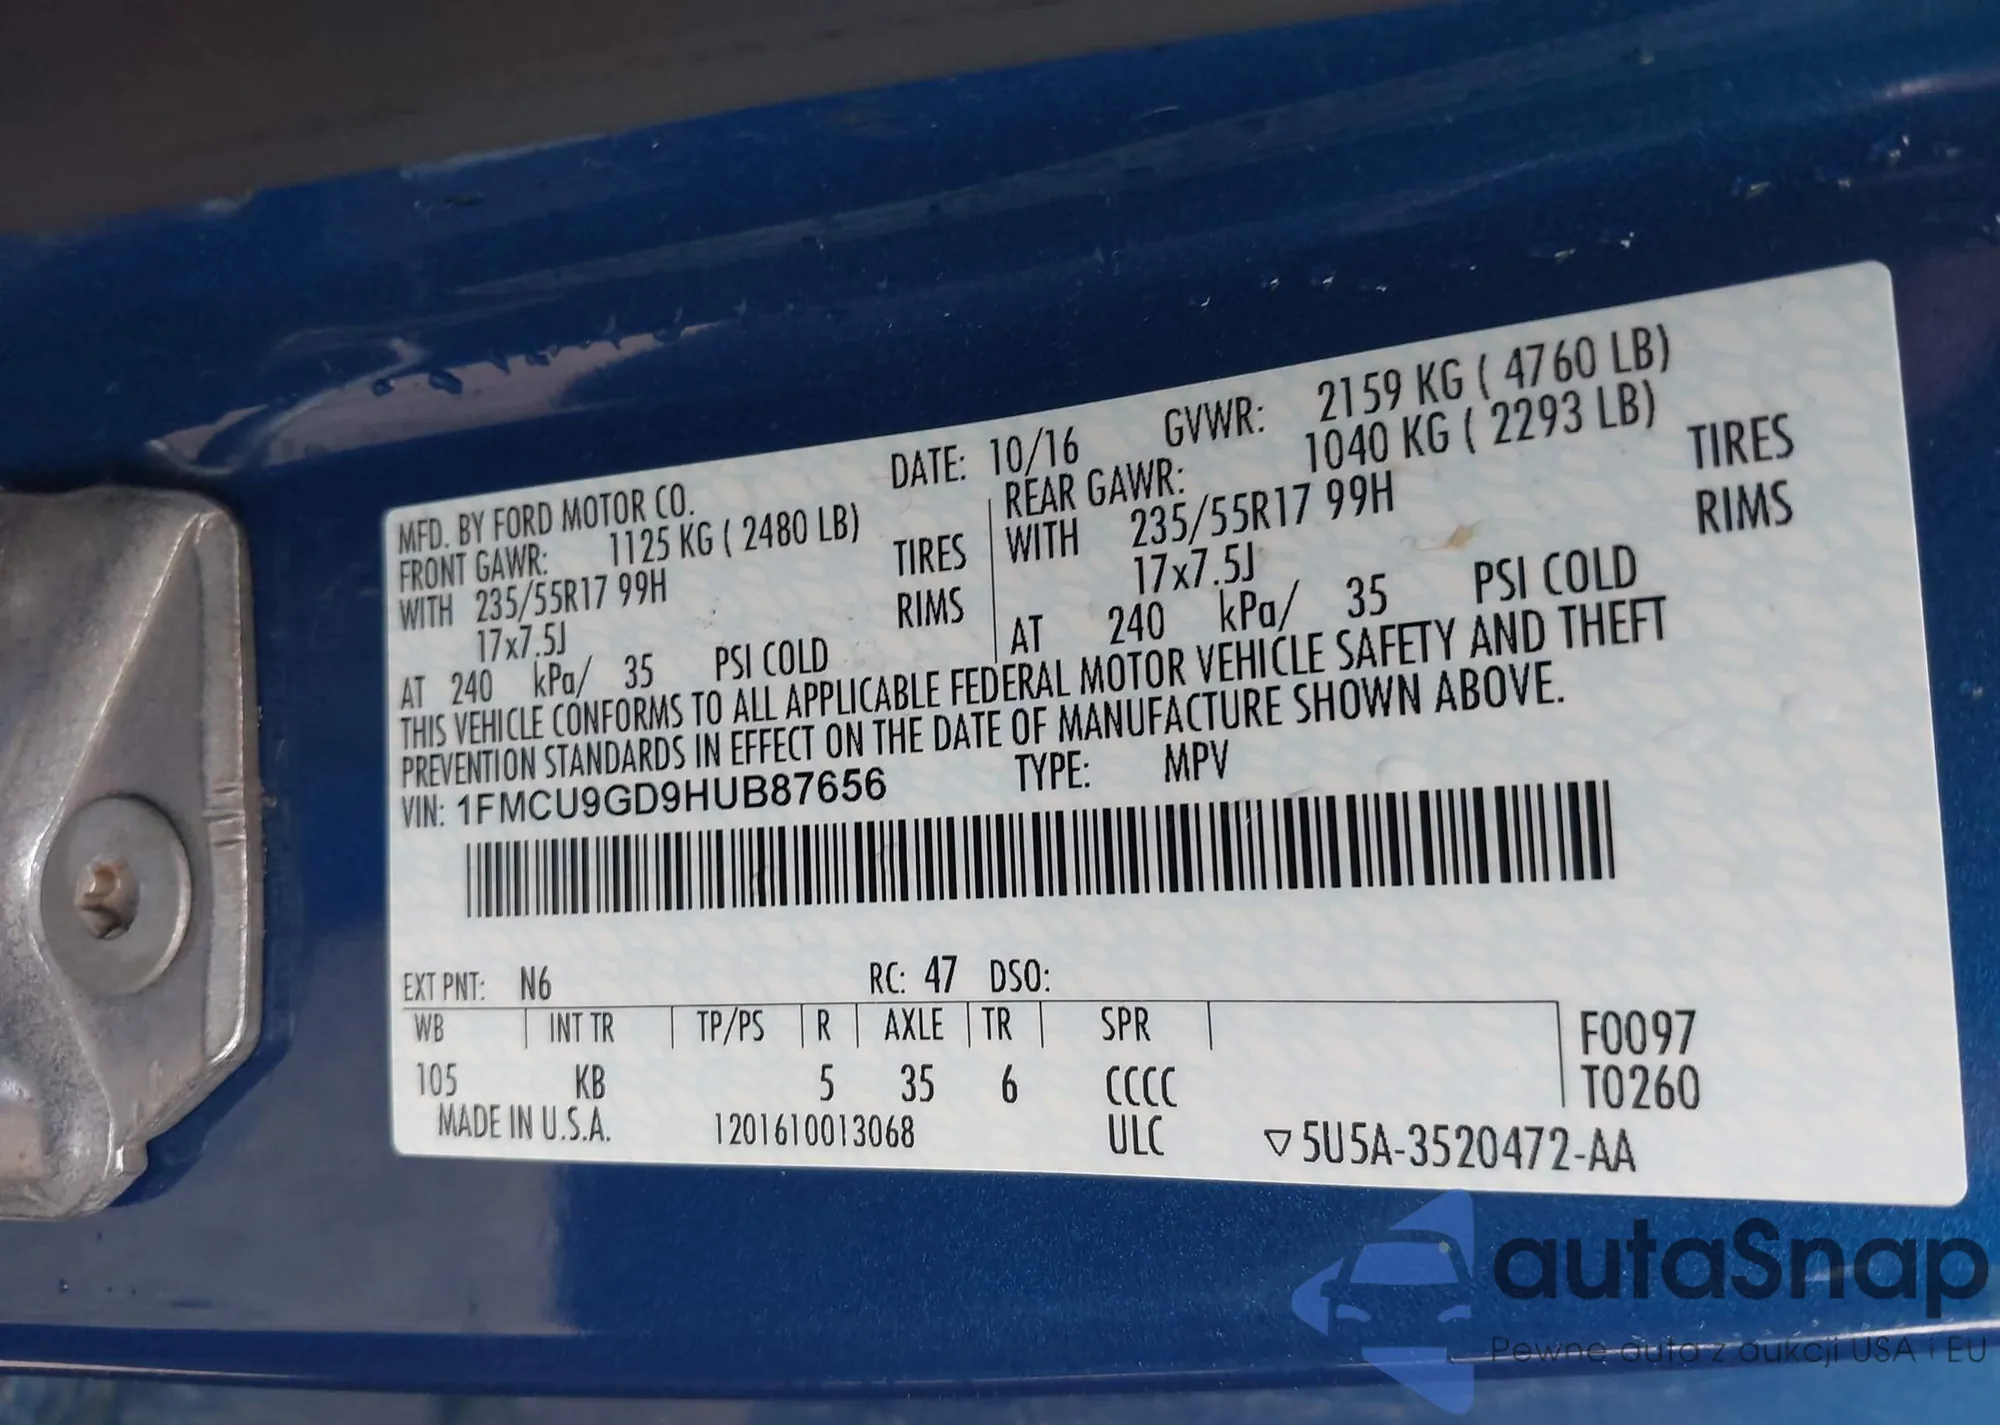 MFD. BY FORD MOTOR CO. DATE: 10/16 GVWR: 2159 KG ( 4760 LB)
FRONT GAWR: 1125 KG ( 2480 LB) REAR GAWR: 1040 KG ( 2293 LB)
WITH 235/55R17 99H TIRES WITH 235/55R17 99H TIRES
17x7.5J RIMS 17x7.5J RIMS
AT 240 kPa/ 35 PSI COLD AT 240 kPa/ 35 PSI COLD
THIS VEHICLE CONFORMS TO ALL APPLICABLE FEDERAL MOTOR VEHICLE SAFETY AND THEFT
PREVENTION STANDARDS IN EFFECT ON THE DATE OF MANUFACTURE SHOWN ABOVE.
VIN: 1FMCU9GD9HUB87656 TYPE: MPV
EXT PNT: N6 RC: 47 DSO:
WB INT TR TP/PS R AXLE TR SPR F0097
105 KB 5 35 6 CCCC T0260
MADE IN U.S.A. 1201610013068 ULC ▽5U5A-3520472-AA
autaSnap
Pewne auta z aukcji USA i EU